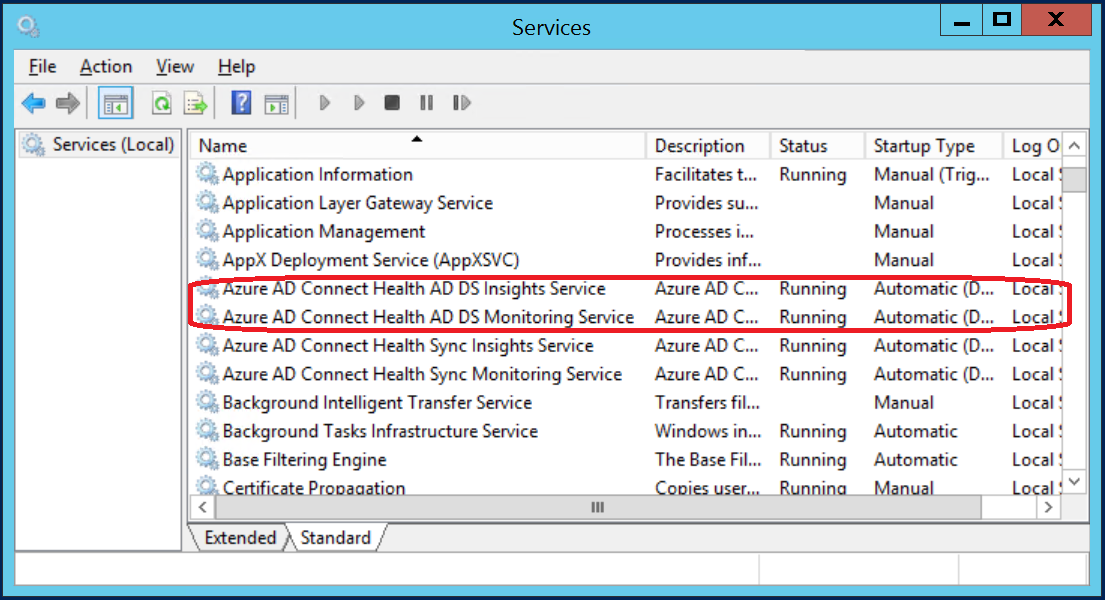 Services
File Action View Help
Services (Local)
Name Description Status Startup Type Log O
Application Information Facilitates t... Running Manual (Trig... Local
Application Layer Gateway Service Provides su... Manual Local
Application Management Processes i... Manual Local
AppX Deployment Service (AppXSVC) Provides inf... Manual Local
Azure AD Connect Health AD DS Insights Service Azure AD C... Running Automatic (D... Local
Azure AD Connect Health AD DS Monitoring Service Azure AD C... Running Automatic (D... Local
Azure AD Connect Health Sync Insights Service Azure AD C... Running Automatic (D... Local
Azure AD Connect Health Sync Monitoring Service Azure AD C... Running Automatic (D... Local
Background Intelligent Transfer Service Transfers fil... Manual Local
Background Tasks Infrastructure Service Windows in... Running Automatic Local
Base Filtering Engine The Base Fil... Running Automatic Local
Certificate Propagation Copies user... Running Manual Local
Extended Standard